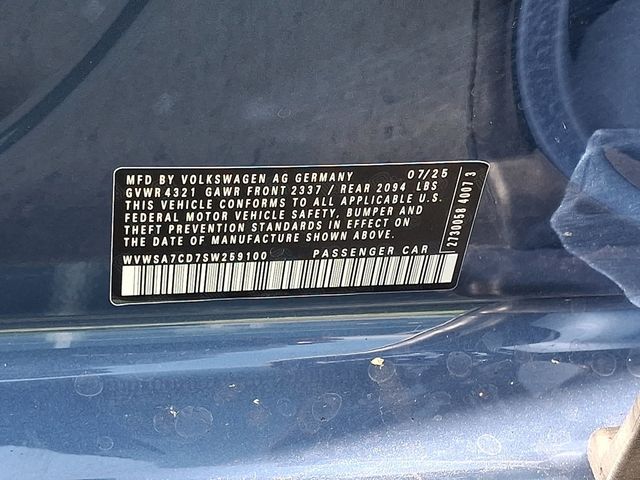 MFD BY VOLKSWAGEN AG GERMANY 07/25
GVWR 4321 GAWR FRONT 2337 / REAR 2094 LBS
THIS VEHICLE CONFORMS TO ALL APPLICABLE U.S.
FEDERAL MOTOR VEHICLE SAFETY, BUMPER AND
THEFT PREVENTION STANDARDS IN EFFECT ON
THE DATE OF MANUFACTURE SHOWN ABOVE.
WVWSA7CD7SW259100 PASSENGER CAR
2730058 4007 3